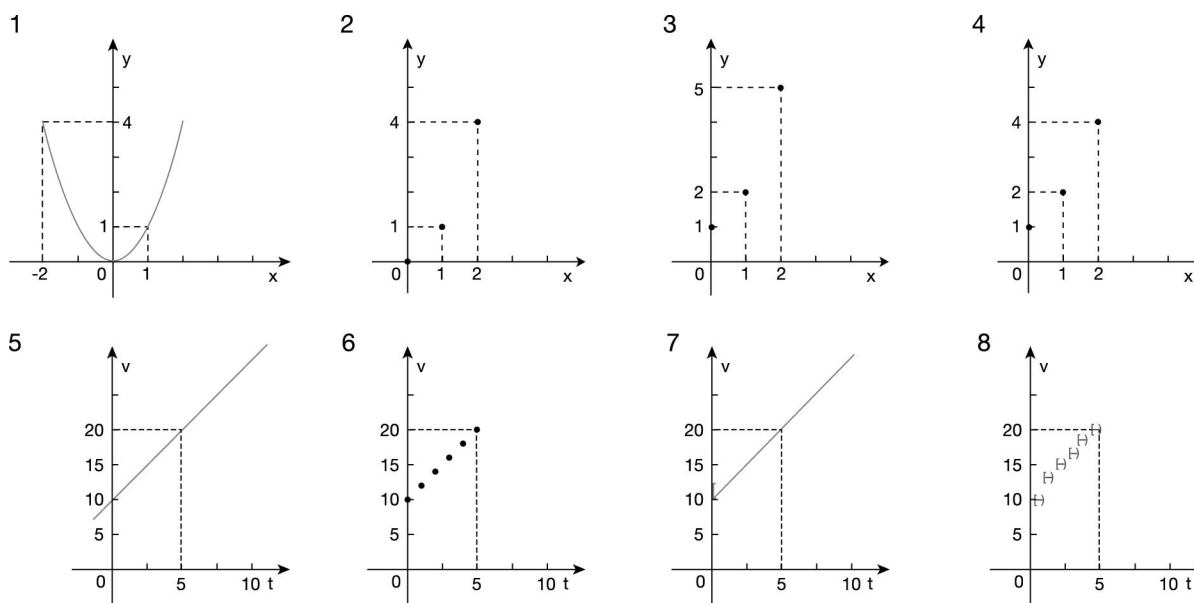 1 2 3 4
y y y y
5
4 4 4
2 2
1 1 1 1
-2 0 1 x 0 1 2 x 0 1 2 x 0 1 2 x
5 6 7 8
v v v v
20 20 20 20
15 15 15 15
10 10 10 10
5 5 5 5
0 5 10 t 0 5 10 t 0 5 10 t 0 5 10 t